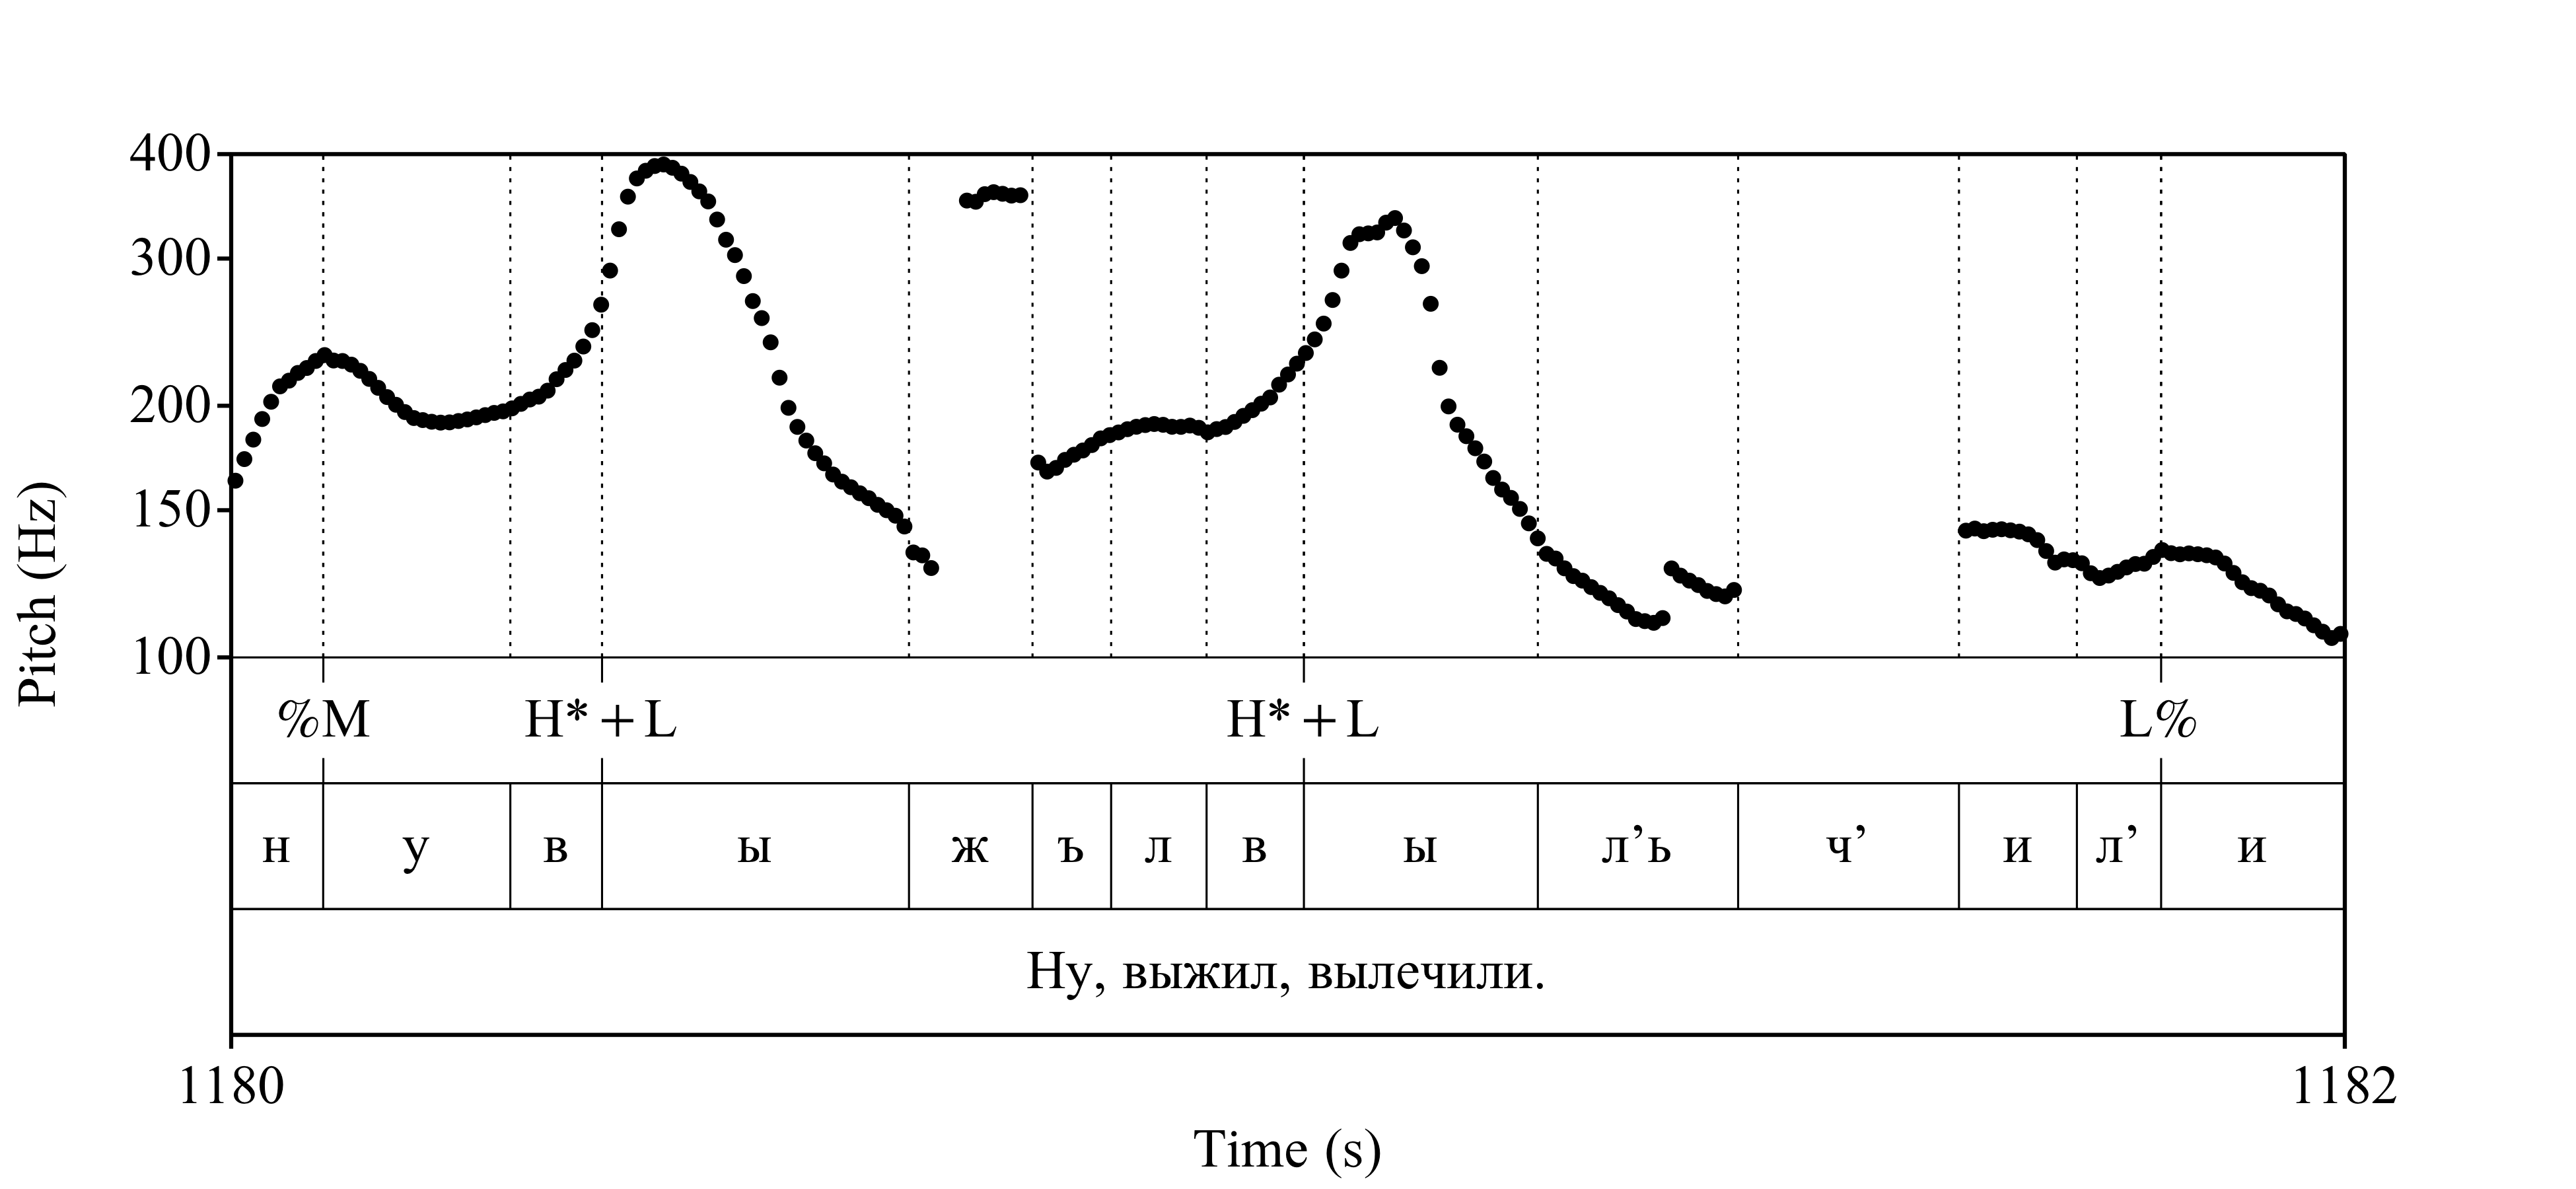 400
300
200
150
100
Pitch (Hz)
%M H*+L H*+L L%
н у в ы ж ъ л в ы л’ь ч’ и л’ и
Ну, выжил, вылечили.
1180 1182
Time (s)